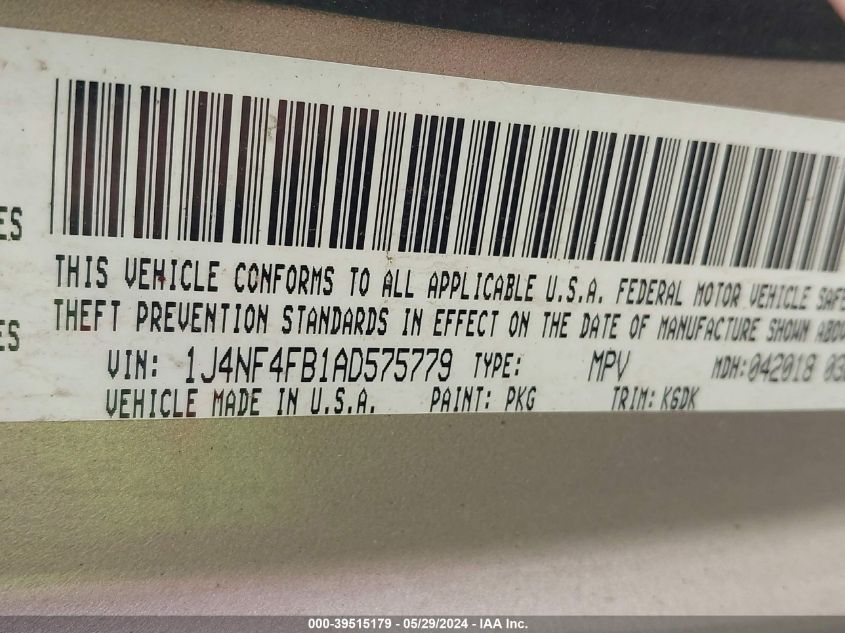 ES
THIS VEHICLE CONFORMS TO ALL APPLICABLE U.S.A. FEDERAL MOTOR VEHICLE SAFE
ES
THEFT PREVENTION STANDARDS IN EFFECT ON THE DATE OF MANUFACTURE SHOWN ABOV
VIN: 1J4NF4FB1AD575779 TYPE: MPV MDH:042018 03
VEHICLE MADE IN U.S.A. PAINT: PKG TRIM: K6DK
000-39515179 - 05/29/2024 - IAA Inc.